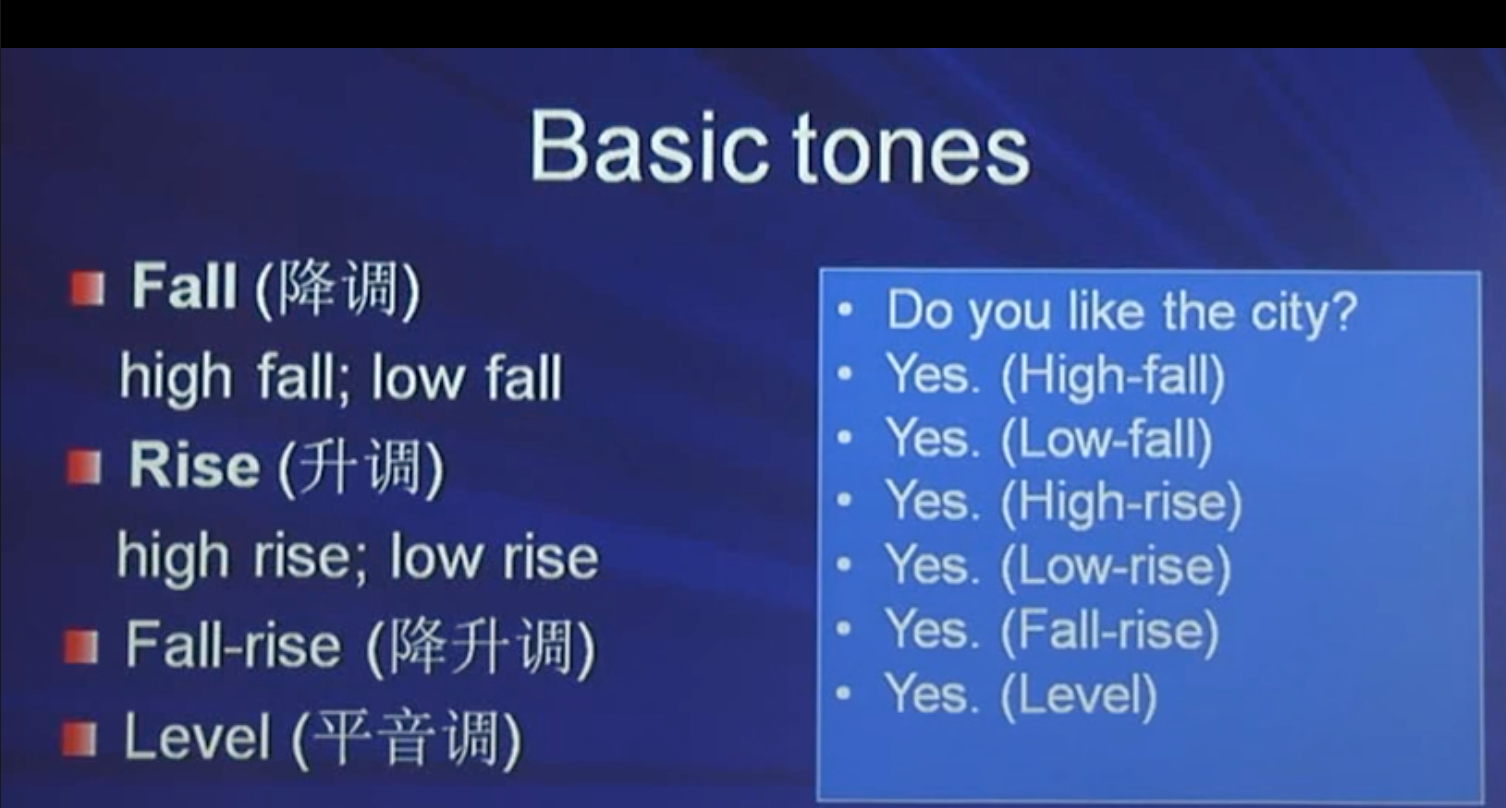 Basic tones
Fall (降调)
high fall; low fall
Rise (升调)
high rise; low rise
Fall-rise (降升调)
Level (平音调)
• Do you like the city?
• Yes. (High-fall)
• Yes. (Low-fall)
• Yes. (High-rise)
• Yes. (Low-rise)
• Yes. (Fall-rise)
• Yes. (Level)